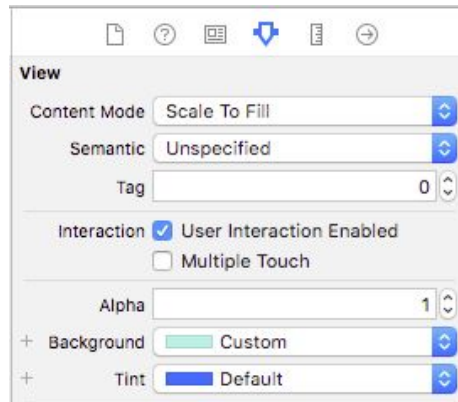 View
Content Mode Scale To Fill
Semantic Unspecified
Tag 0
Interaction User Interaction Enabled
Multiple Touch
Alpha 1
+ Background Custom
+ Tint Default